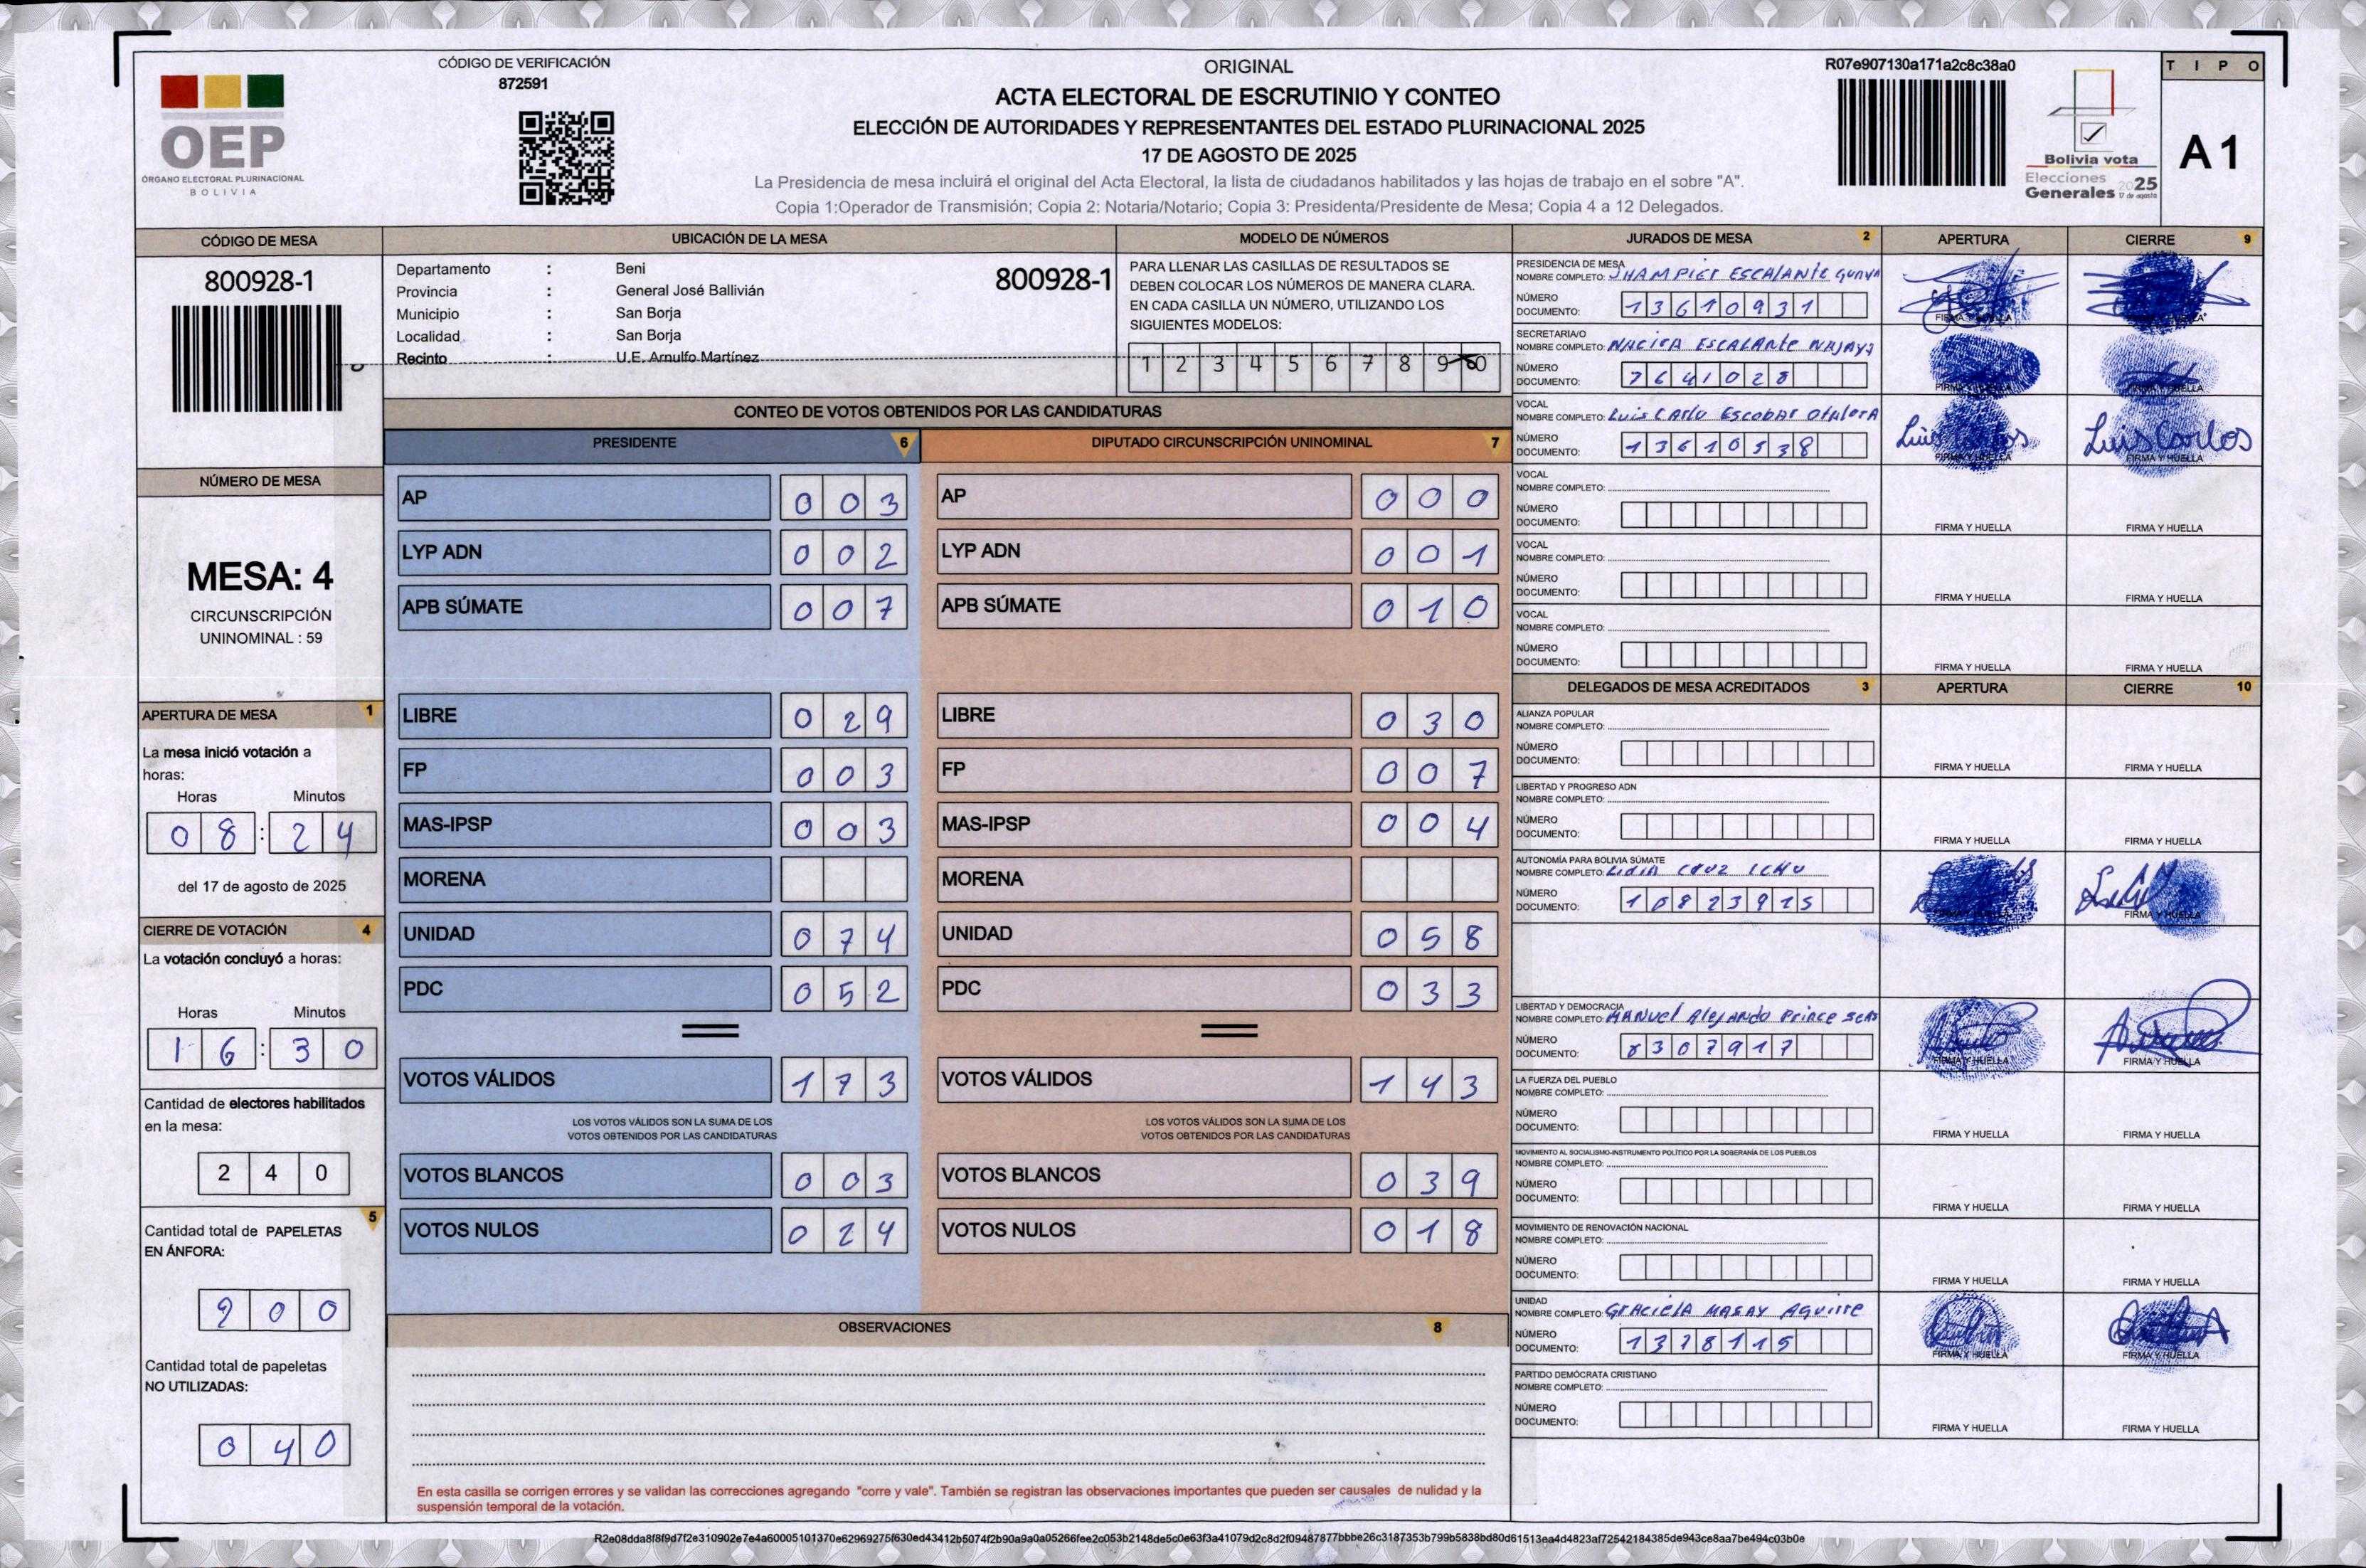 CÓDIGO DE VERIFICACIÓN
872591
OEP
ÓRGANO ELECTORAL PLURINACIONAL
BOLIVIA
ORIGINAL
ACTA ELECTORAL DE ESCRUTINIO Y CONTEO
ELECCIÓN DE AUTORIDADES Y REPRESENTANTES DEL ESTADO PLURINACIONAL 2025
17 DE AGOSTO DE 2025
La Presidencia de mesa incluirá el original del Acta Electoral, la lista de ciudadanos habilitados y las hojas de trabajo en el sobre "A".
Copia 1:Operador de Transmisión; Copia 2: Notaria/Notario; Copia 3: Presidenta/Presidente de Mesa; Copia 4 a 12 Delegados.
R07e907130a171a2c8c38a0
Bolivia vota
Elecciones
Generales 2025
17 de agosto
TIPO
A1
CÓDIGO DE MESA
800928-1
NÚMERO DE MESA
MESA: 4
CIRCUNSCRIPCIÓN
UNINOMINAL : 59
APERTURA DE MESA 1
La mesa inició votación a
horas:
Horas Minutos
08:24
del 17 de agosto de 2025
CIERRE DE VOTACIÓN 4
La votación concluyó a horas:
Horas Minutos
16:30
Cantidad de electores habilitados
en la mesa:
240
5
Cantidad total de PAPELETAS
EN ÁNFORA:
200
Cantidad total de papeletas
NO UTILIZADAS:
040
UBICACIÓN DE LA MESA
Departamento : Beni
800928-1
Provincia : General José Ballivián
Municipio : San Borja
Localidad : San Borja
Recinto : U.E. Arnulfo Martínez
MODELO DE NÚMEROS
PARA LLENAR LAS CASILLAS DE RESULTADOS SE
DEBEN COLOCAR LOS NÚMEROS DE MANERA CLARA.
EN CADA CASILLA UN NÚMERO, UTILIZANDO LOS
SIGUIENTES MODELOS:
1 2 3 4 5 6 7 8 9 0
CONTEO DE VOTOS OBTENIDOS POR LAS CANDIDATURAS
PRESIDENTE 6
AP 003
LYP ADN 002
APB SÚMATE 007
LIBRE 029
FP 003
MAS-IPSP 003
MORENA
UNIDAD 074
PDC 052
VOTOS VÁLIDOS 173
LOS VOTOS VÁLIDOS SON LA SUMA DE LOS
VOTOS OBTENIDOS POR LAS CANDIDATURAS
VOTOS BLANCOS 003
VOTOS NULOS 024
DIPUTADO CIRCUNSCRIPCIÓN UNINOMINAL 7
AP 000
LYP ADN 001
APB SÚMATE 010
LIBRE 030
FP 007
MAS-IPSP 004
MORENA
UNIDAD 058
PDC 033
VOTOS VÁLIDOS 143
LOS VOTOS VÁLIDOS SON LA SUMA DE LOS
VOTOS OBTENIDOS POR LAS CANDIDATURAS
VOTOS BLANCOS 039
VOTOS NULOS 018
OBSERVACIONES 8
En esta casilla se corrigen errores y se validan las correcciones agregando "corre y vale". También se registran las observaciones importantes que pueden ser causales de nulidad y la
suspensión temporal de la votación.
JURADOS DE MESA 2 APERTURA CIERRE 9
PRESIDENCIA DE MESA
NOMBRE COMPLETO: JHAMPIER ESCALANTE
NÚMERO
DOCUMENTO: 13610931
FIRMA Y HUELLA
SECRETARIA/O
NOMBRE COMPLETO: ESCALANTE
NÚMERO
DOCUMENTO: 7641028
FIRMA Y HUELLA FIRMA Y HUELLA
VOCAL
NOMBRE COMPLETO: Luis CARLO Escobar OtAlorA
NÚMERO
DOCUMENTO: 13610538
Luis Carlos Luis Carlos
FIRMA Y HUELLA FIRMA Y HUELLA
VOCAL
NOMBRE COMPLETO:
NÚMERO
DOCUMENTO:
FIRMA Y HUELLA FIRMA Y HUELLA
VOCAL
NOMBRE COMPLETO:
NÚMERO
DOCUMENTO:
FIRMA Y HUELLA FIRMA Y HUELLA
VOCAL
NOMBRE COMPLETO:
NÚMERO
DOCUMENTO:
FIRMA Y HUELLA FIRMA Y HUELLA
DELEGADOS DE MESA ACREDITADOS 3 APERTURA CIERRE 10
ALIANZA POPULAR
NOMBRE COMPLETO:
NÚMERO
DOCUMENTO:
FIRMA Y HUELLA FIRMA Y HUELLA
LIBERTAD Y PROGRESO ADN
NOMBRE COMPLETO:
NÚMERO
DOCUMENTO:
FIRMA Y HUELLA FIRMA Y HUELLA
AUTONOMÍA PARA BOLIVIA SÚMATE
NOMBRE COMPLETO: Lidia CRUZ ICHU
NÚMERO
DOCUMENTO: 10823915
FIRMA Y HUELLA FIRMA Y HUELLA
LIBERTAD Y DEMOCRACIA
NOMBRE COMPLETO: MANuel Alejandro Prince
NÚMERO
DOCUMENTO: 8307917
FIRMA Y HUELLA FIRMA Y HUELLA
LA FUERZA DEL PUEBLO
NOMBRE COMPLETO:
NÚMERO
DOCUMENTO:
FIRMA Y HUELLA FIRMA Y HUELLA
MOVIMIENTO AL SOCIALISMO-INSTRUMENTO POLÍTICO POR LA SOBERANÍA DE LOS PUEBLOS
NOMBRE COMPLETO:
NÚMERO
DOCUMENTO:
FIRMA Y HUELLA FIRMA Y HUELLA
MOVIMIENTO DE RENOVACIÓN NACIONAL
NOMBRE COMPLETO:
NÚMERO
DOCUMENTO:
FIRMA Y HUELLA FIRMA Y HUELLA
UNIDAD
NOMBRE COMPLETO: GRACIELA MASAY Aguirre
NÚMERO
DOCUMENTO: 1378115
FIRMA Y HUELLA FIRMA Y HUELLA
PARTIDO DEMÓCRATA CRISTIANO
NOMBRE COMPLETO:
NÚMERO
DOCUMENTO:
FIRMA Y HUELLA FIRMA Y HUELLA